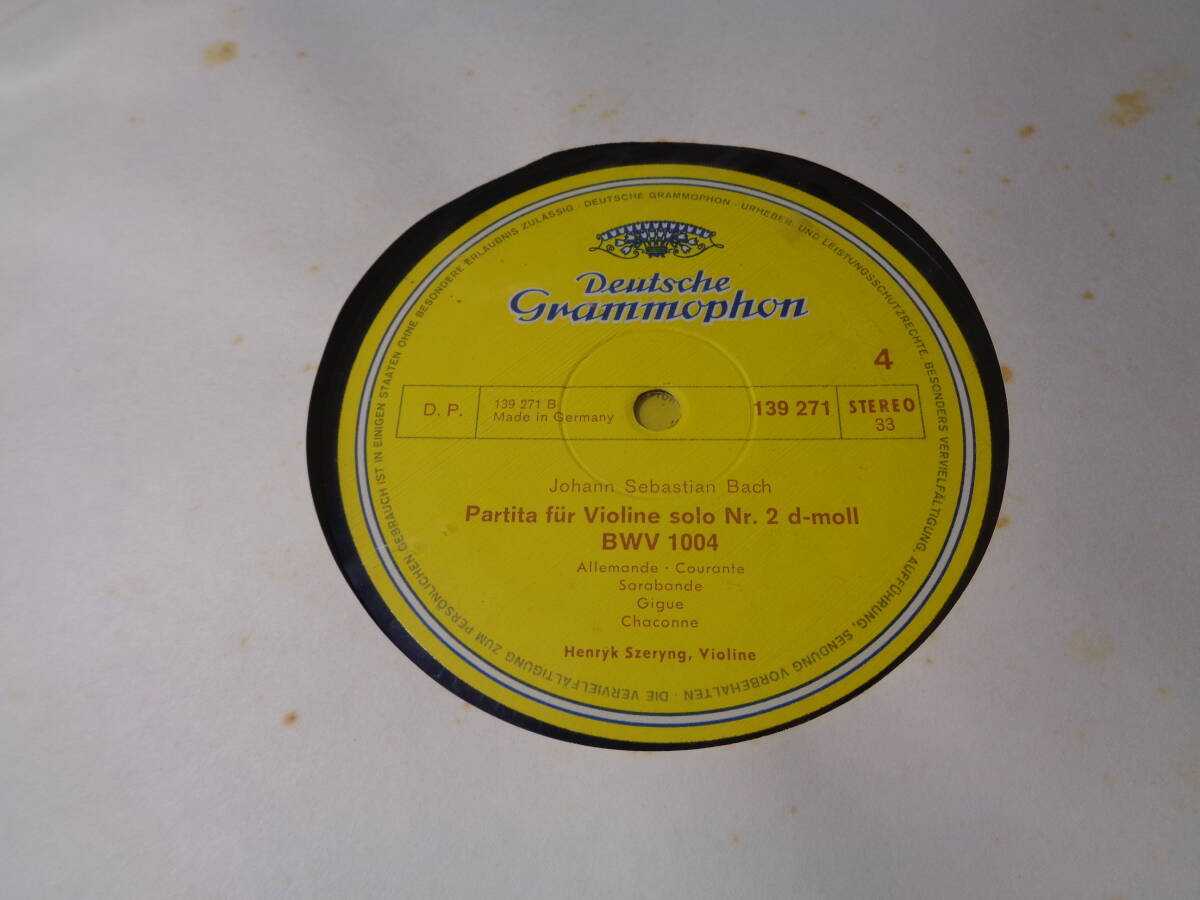 Deutsche
Grammophon
4
D. P.
139 271 B
Made in Germany
139 271
STEREO
33
Johann Sebastian Bach
Partita für Violine solo Nr. 2 d-moll
BWV 1004
Allemande · Courante
Sarabande
Gigue
Chaconne
Henryk Szeryng, Violine
DEUTSCHE GRAMMOPHON · URHEBER- UND LEISTUNGSSCHUTZRECHTE, BESONDERS VERVIELFÄLTIGUNG, AUFFÜHRUNG, SENDUNG VORBEHALTEN · DIE VERVIELFÄLTIGUNG ZUM PERSÖNLICHEN GEBRAUCH IST IN EINIGEN STAATEN OHNE BESONDERE ERLAUBNIS ZULÄSSIG ·